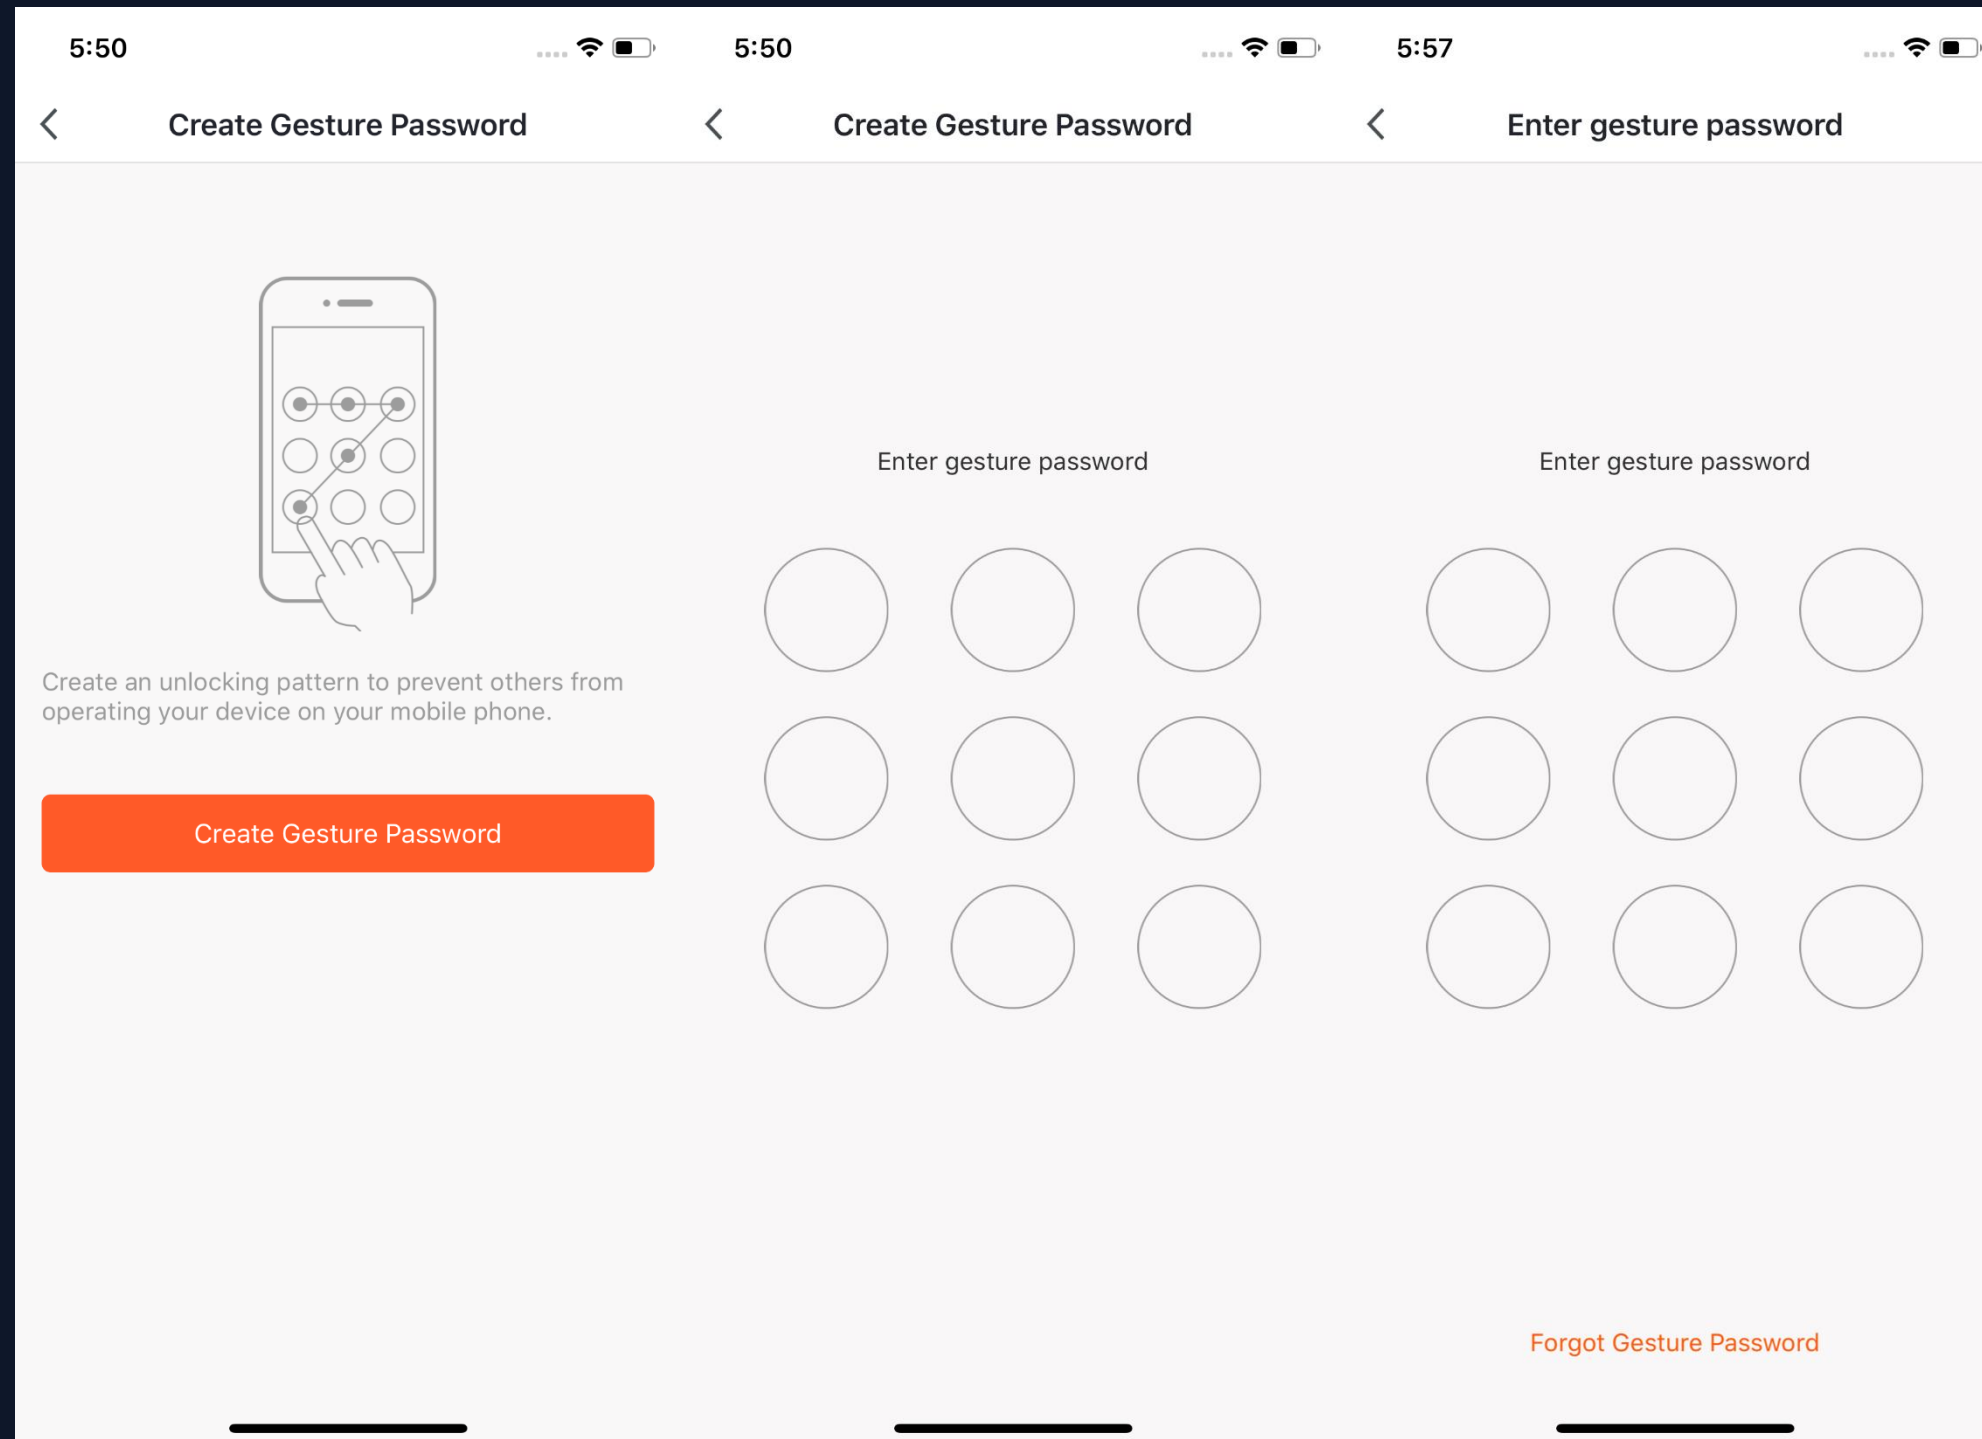 5:50
Create Gesture Password
Create an unlocking pattern to prevent others from
operating your device on your mobile phone.
Create Gesture Password
5:50
Create Gesture Password
Enter gesture password
5:57
Enter gesture password
Enter gesture password
Forgot Gesture Password